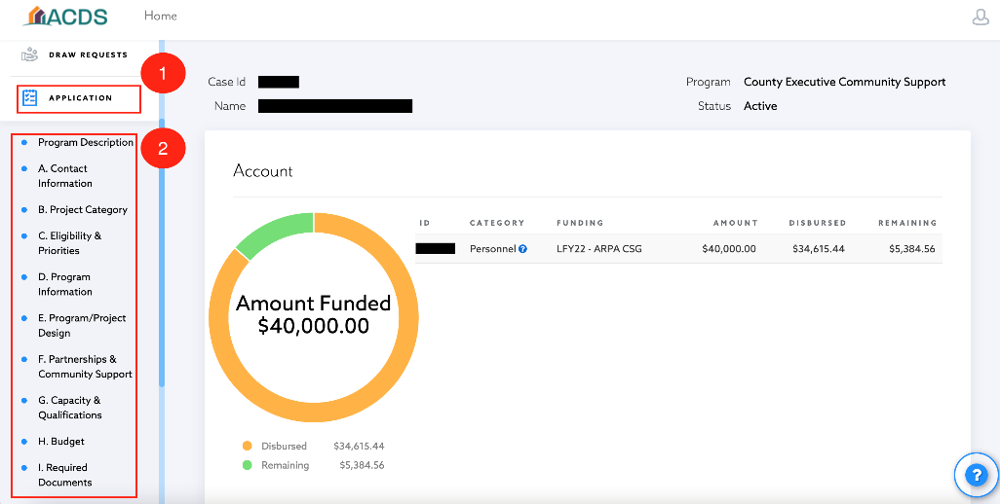 ACDS
Home
DRAW REQUESTS
1
APPLICATION
2
Program Description
A. Contact
Information
B. Project Category
C. Eligibility &
Priorities
D. Program
Information
E. Program/Project
Design
F. Partnerships &
Community Support
G. Capacity &
Qualifications
H. Budget
I. Required
Documents
Case Id
Name
Program County Executive Community Support
Status Active
Account
Amount Funded
$40,000.00
Disbursed $34,615.44
Remaining $5,384.56
ID CATEGORY FUNDING AMOUNT DISBURSED REMAINING
Personnel ? LFY22 - ARPA CSG $40,000.00 $34,615.44 $5,384.56
?